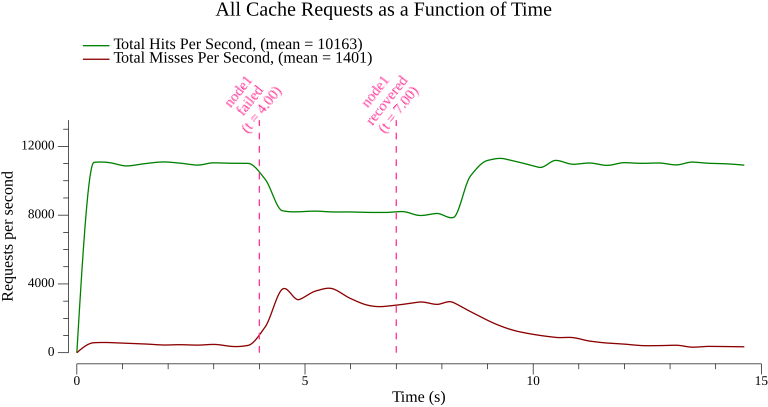 All Cache Requests as a Function of Time
Total Hits Per Second, (mean = 10163)
Total Misses Per Second, (mean = 1401)
node1
failed
(t = 4.00)
node1
recovered
(t = 7.00)
Requests per second
12000
8000
4000
0
0
5
10
15
Time (s)